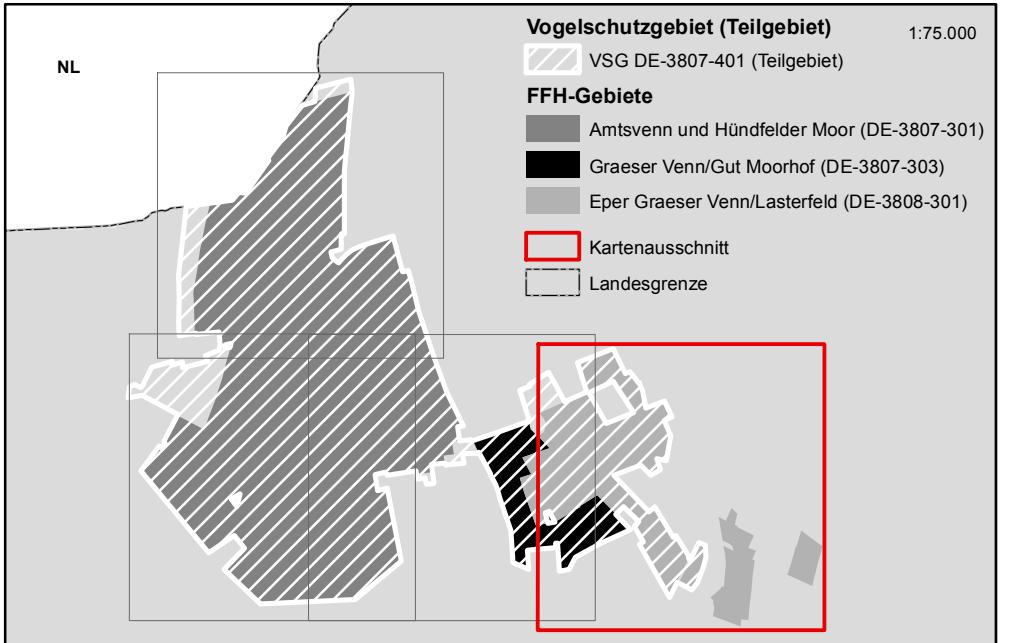 Vogelschutzgebiet (Teilgebiet) 1:75.000
VSG DE-3807-401 (Teilgebiet)
NL
FFH-Gebiete
Amtsvenn und Hündfelder Moor (DE-3807-301)
Graeser Venn/Gut Moorhof (DE-3807-303)
Eper Graeser Venn/Lasterfeld (DE-3808-301)
Kartenausschnitt
Landesgrenze